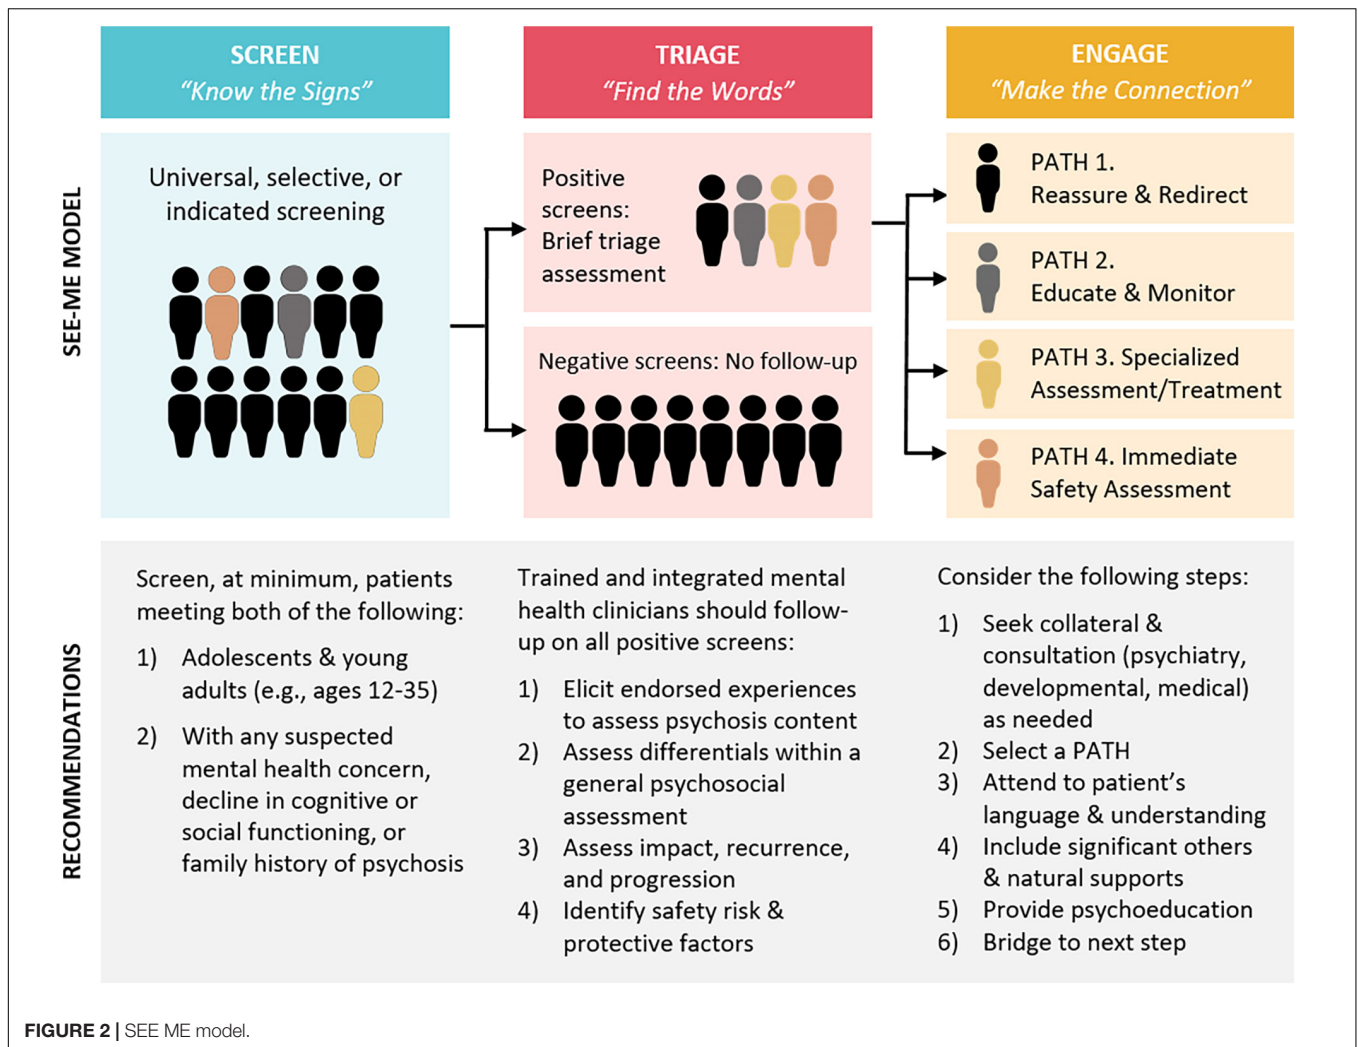 SCREEN
"Know the Signs"
TRIAGE
"Find the Words"
ENGAGE
"Make the Connection"
SEE-ME MODEL
Universal, selective, or
indicated screening
Positive
screens:
Brief triage
assessment
Negative screens: No follow-up
PATH 1.
Reassure & Redirect
PATH 2.
Educate & Monitor
PATH 3. Specialized
Assessment/Treatment
PATH 4. Immediate
Safety Assessment
RECOMMENDATIONS
Screen, at minimum, patients
meeting both of the following:
1) Adolescents & young
adults (e.g., ages 12-35)
2) With any suspected
mental health concern,
decline in cognitive or
social functioning, or
family history of psychosis
Trained and integrated mental
health clinicians should follow-
up on all positive screens:
1) Elicit endorsed experiences
to assess psychosis content
2) Assess differentials within a
general psychosocial
assessment
3) Assess impact, recurrence,
and progression
4) Identify safety risk &
protective factors
Consider the following steps:
1) Seek collateral &
consultation (psychiatry,
developmental, medical)
as needed
2) Select a PATH
3) Attend to patient's
language & understanding
4) Include significant others
& natural supports
5) Provide psychoeducation
6) Bridge to next step
FIGURE 2 | SEE ME model.